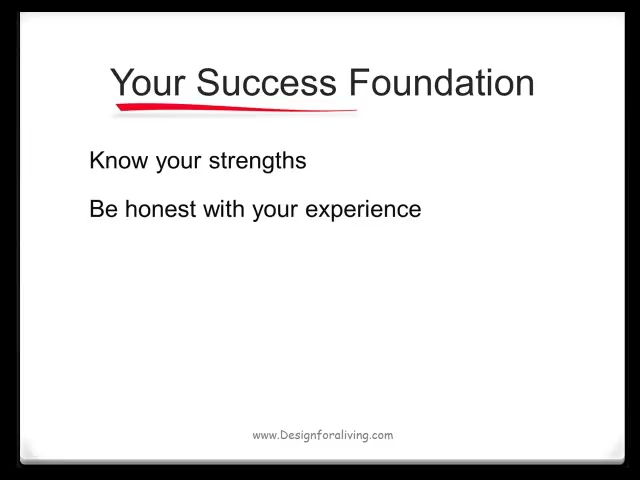 Your Success Foundation
Know your strengths
Be honest with your experience
www.Designforaliving.com